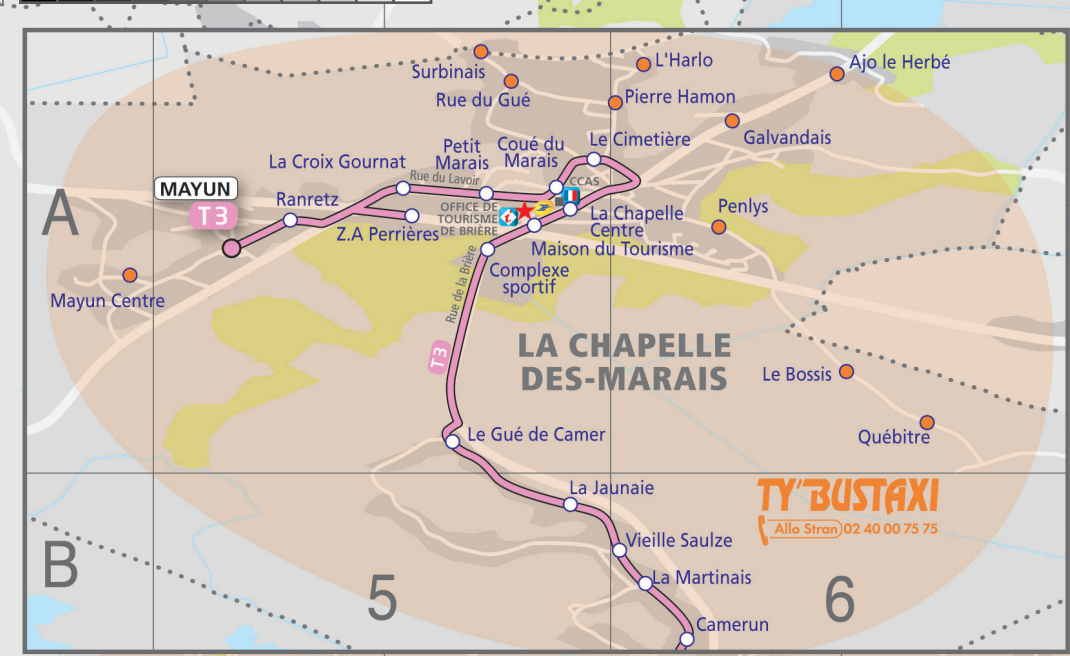 Surbinais
Rue du Gué
L'Harlo
Pierre Hamon
Ajo le Herbé
Galvandais
Le Cimetière
Coué du
Marais
Petit
Marais
La Croix Gournat
Rue du Lavoir
CCAS
MAYUN
T3
Ranretz
A
Z.A Perrières
OFFICE DE
TOURISME
DE BRIÈRE
La Chapelle
Centre
Penlys
Maison du Tourisme
Mayun Centre
Complexe
sportif
Rue de la Brière
T3
LA CHAPELLE
DES-MARAIS
Le Bossis
Québitre
Le Gué de Camer
La Jaunaie
TY'BUSTAXI
Allo Stran 02 40 00 75 75
Vieille Saulze
B
La Martinais
5
6
Camerun